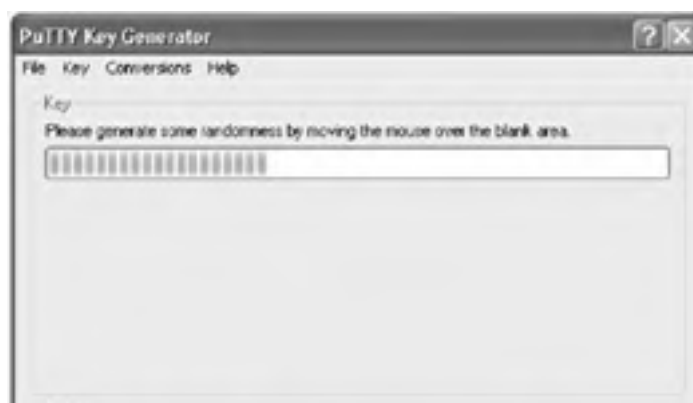 PuTTY Key Generator
File Key Conversions Help
Key
Please generate some randomness by moving the mouse over the blank area.